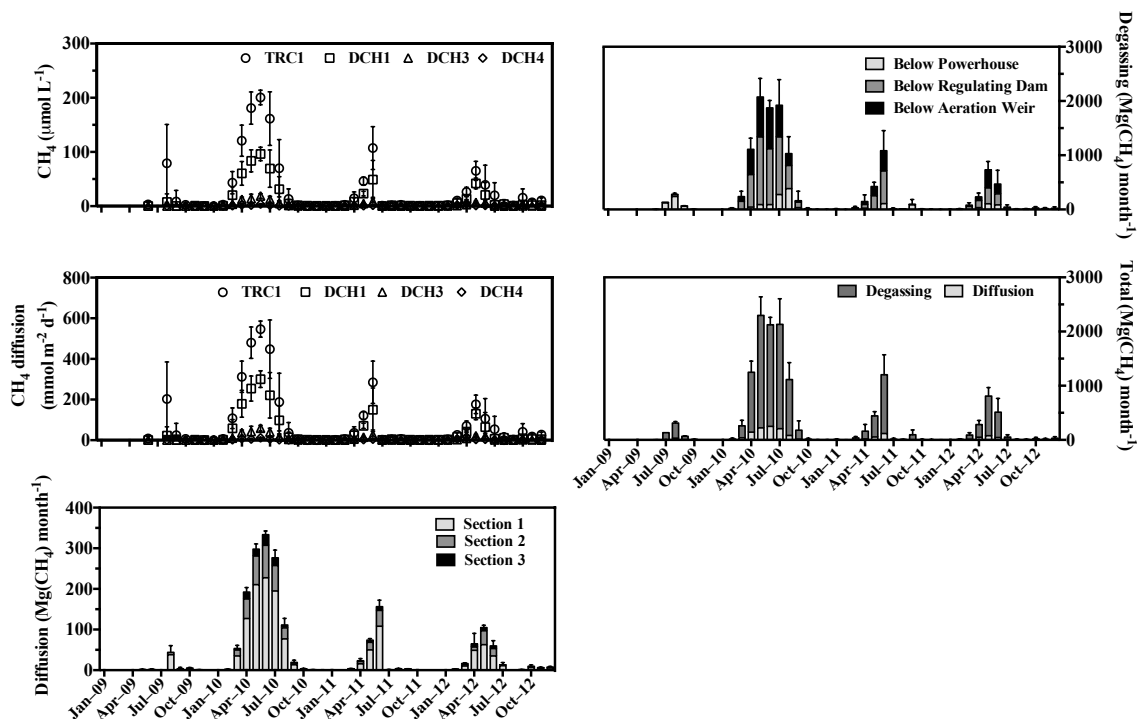 300
200
100
0
CH4 (μmol L−1)
TRC1 DCH1 DCH3 DCH4
3000
2000
1000
0
Degassing (Mg(CH4) month−1)
Below Powerhouse
Below Regulating Dam
Below Aeration Weir
800
600
400
200
0
CH4 diffusion
(mmol m−2 d−1)
TRC1 DCH1 DCH3 DCH4
3000
2000
1000
0
Total (Mg(CH4) month−1)
Degassing Diffusion
Jan–09 Apr–09 Jul–09 Oct–09 Jan–10 Apr–10 Jul–10 Oct–10 Jan–11 Apr–11 Jul–11 Oct–11 Jan–12 Apr–12 Jul–12 Oct–12
400
300
200
100
0
Diffusion (Mg(CH4) month−1)
Section 1
Section 2
Section 3
Jan–09 Apr–09 Jul–09 Oct–09 Jan–10 Apr–10 Jul–10 Oct–10 Jan–11 Apr–11 Jul–11 Oct–11 Jan–12 Apr–12 Jul–12 Oct–12